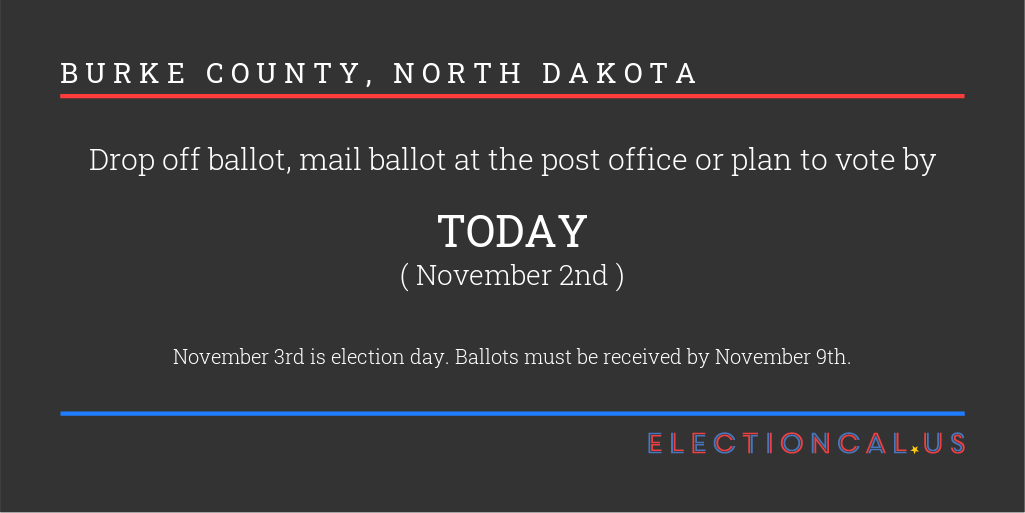 BURKE COUNTY, NORTH DAKOTA
Drop off ballot, mail ballot at the post office or plan to vote by
TODAY
( November 2nd )
November 3rd is election day. Ballots must be received by November 9th.
ELECTIONCAL.US